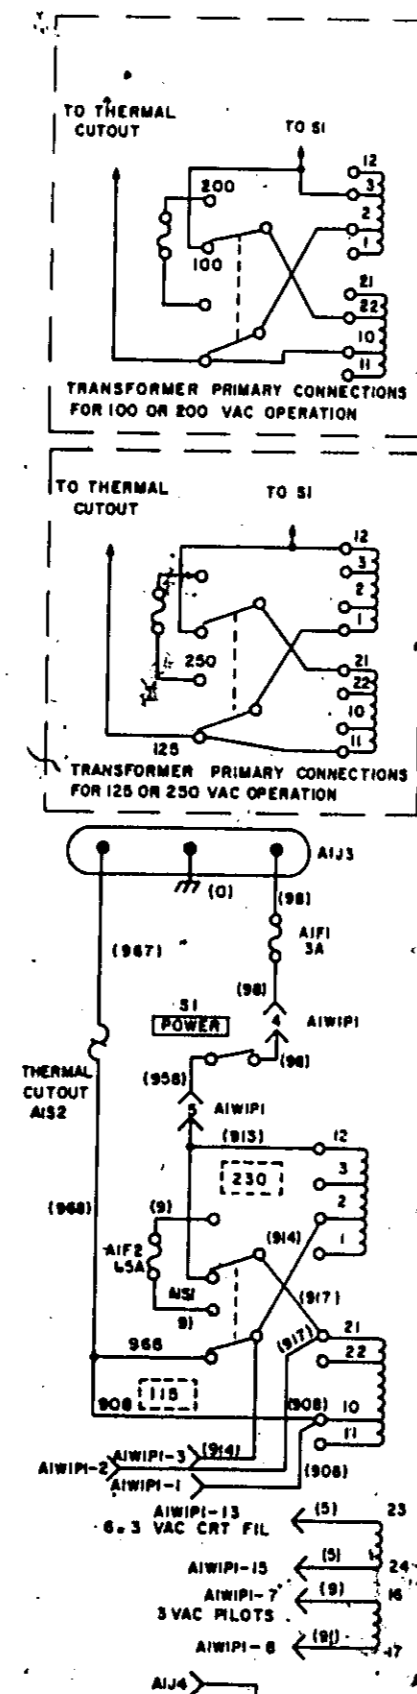 TO THERMAL
CUTOUT
TO S1
12
3
2
1
200
100
21
22
10
11
TRANSFORMER PRIMARY CONNECTIONS
FOR 100 OR 200 VAC OPERATION
TO THERMAL
CUTOUT
TO S1
12
3
2
1
250
125
21
22
10
11
TRANSFORMER PRIMARY CONNECTIONS
FOR 125 OR 250 VAC OPERATION
A1J3
(0)
(98)
(967)
A1F1
3A
(98)
S1
POWER
4 A1W1P1
(98)
(958)
THERMAL
CUTOUT
A1S2
5 A1W1P1
(913)
12
230
3
(968)
(9)
2
(914)
1
A1F2
1.5A
A1S1
(917)
91
(917)
21
966
22
115
908
(908)
10
11
A1W1P1-3
(914)
A1W1P1-2
A1W1P1-1
(908)
A1W1P1-13
(5)
23
6.3 VAC CRT FIL
A1W1P1-15
(5)
24
A1W1P1-7
(9)
16
3 VAC PILOTS
A1W1P1-8
(91)
17
A1J4